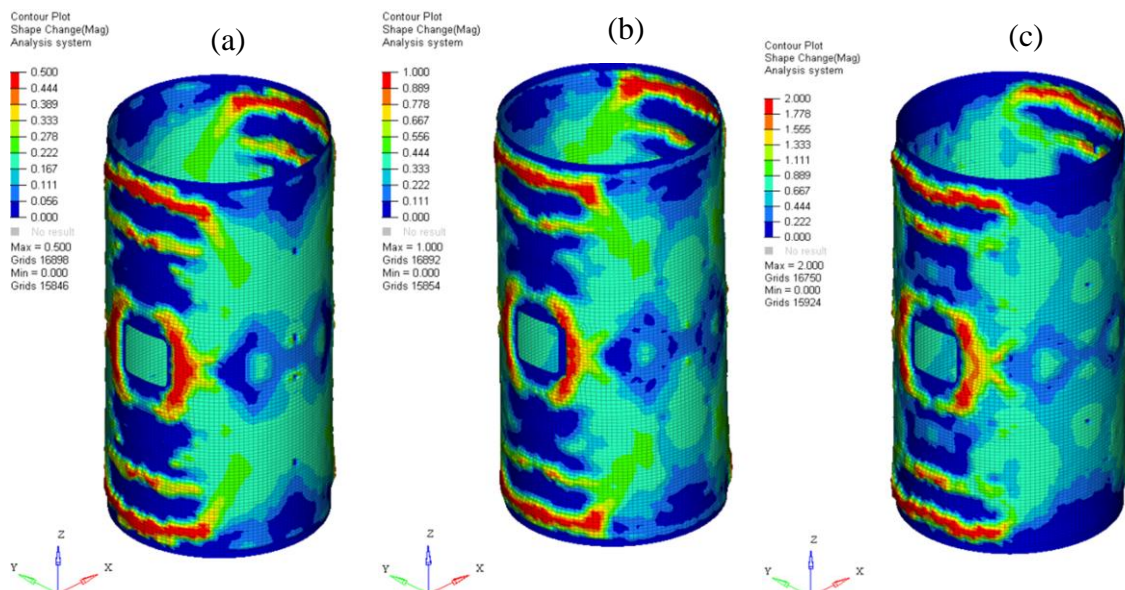 (a)
Contour Plot
Shape Change(Mag)
Analysis system
0.500
0.444
0.389
0.333
0.278
0.222
0.167
0.111
0.056
0.000
No result
Max = 0.500
Grids 16898
Min = 0.000
Grids 15846
Z
Y
X
(b)
Contour Plot
Shape Change(Mag)
Analysis system
1.000
0.889
0.778
0.667
0.556
0.444
0.333
0.222
0.111
0.000
No result
Max = 1.000
Grids 16892
Min = 0.000
Grids 15854
Z
Y
X
(c)
Contour Plot
Shape Change(Mag)
Analysis system
2.000
1.778
1.555
1.333
1.111
0.889
0.667
0.444
0.222
0.000
No result
Max = 2.000
Grids 16750
Min = 0.000
Grids 15924
Z
Y
X